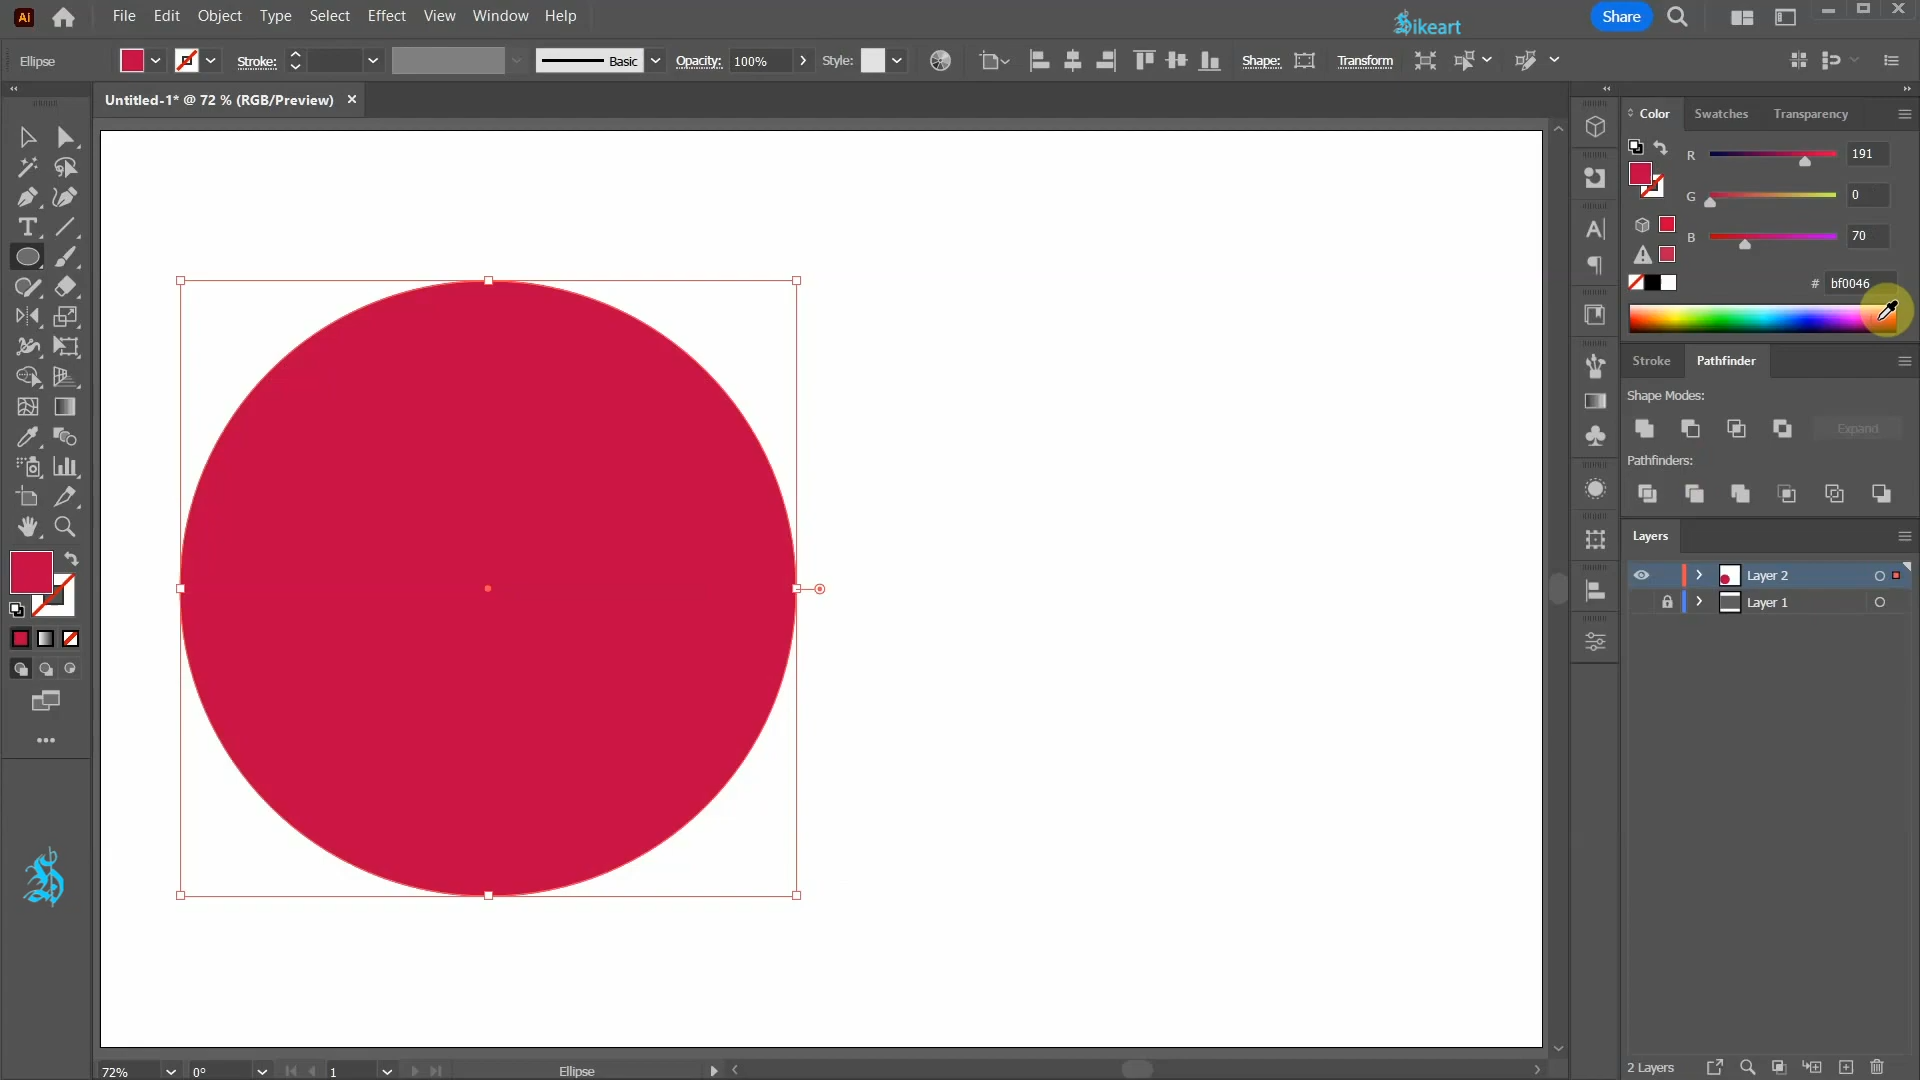 Ai File Edit Object Type Select Effect View Window Help
Sikeart
Share
Ellipse Stroke: Basic Opacity: 100% Style: Shape: Transform
Untitled-1* @ 72 % (RGB/Preview) ×
Color Swatches Transparency
R 191
G 0
B 70
# bf0046
Stroke Pathfinder
Shape Modes:
Expand
Pathfinders:
Layers
Layer 2
Layer 1
72% 0° 1 Ellipse
2 Layers